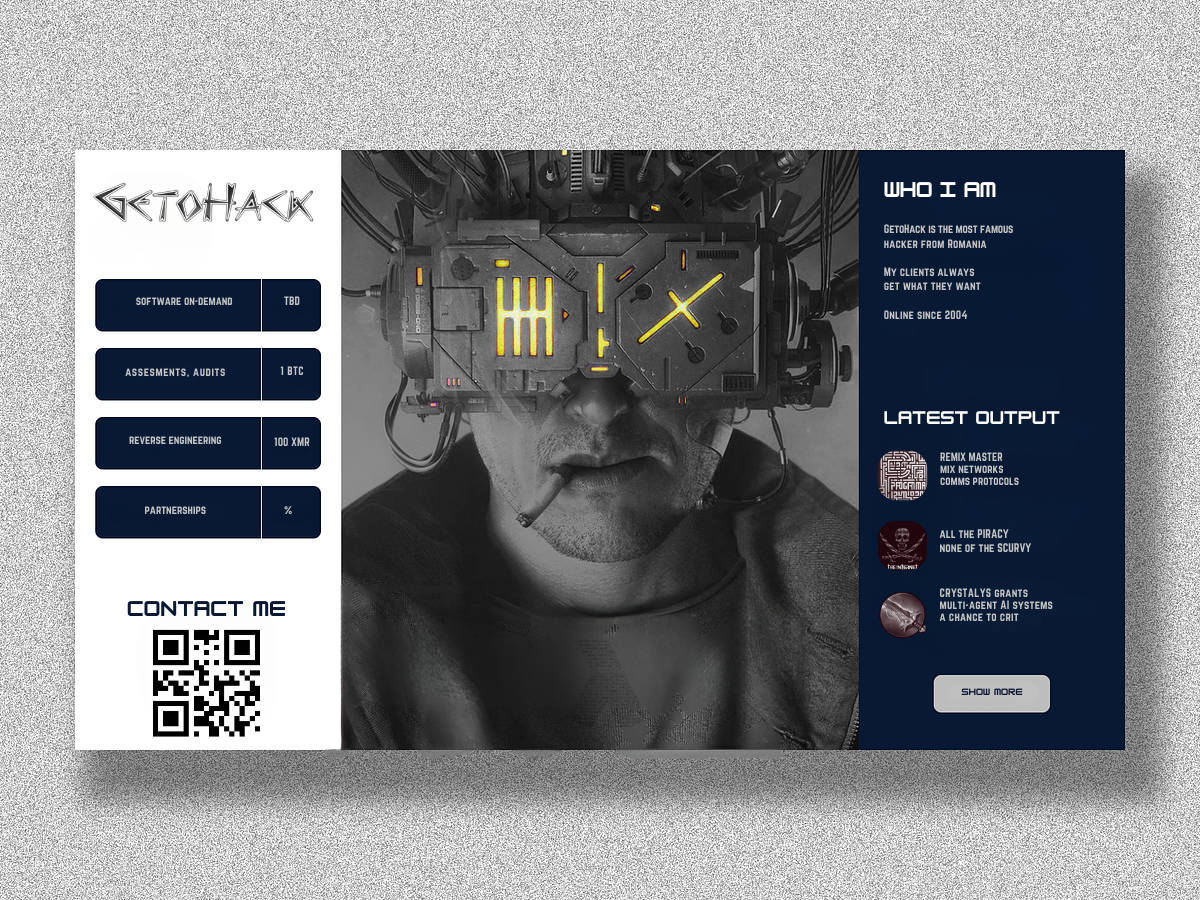 GetoHack
SOFTWARE ON-DEMAND
TBD
ASSESMENTS, AUDITS
1 BTC
REVERSE ENGINEERING
100 XMR
PARTNERSHIPS
%
CONTACT ME
WHO I AM
GetoHack is the most famous
hacker from Romania
My clients always
get what they want
Online since 2004
LATEST OUTPUT
REMIX MASTER
MIX NETWORKS
COMMS PROTOCOLS
ALL THE PIRACY
NONE OF THE SCURVY
CRYSTALYS GRANTS
MULTI-AGENT AI SYSTEMS
A CHANCE TO CRIT
SHOW MORE